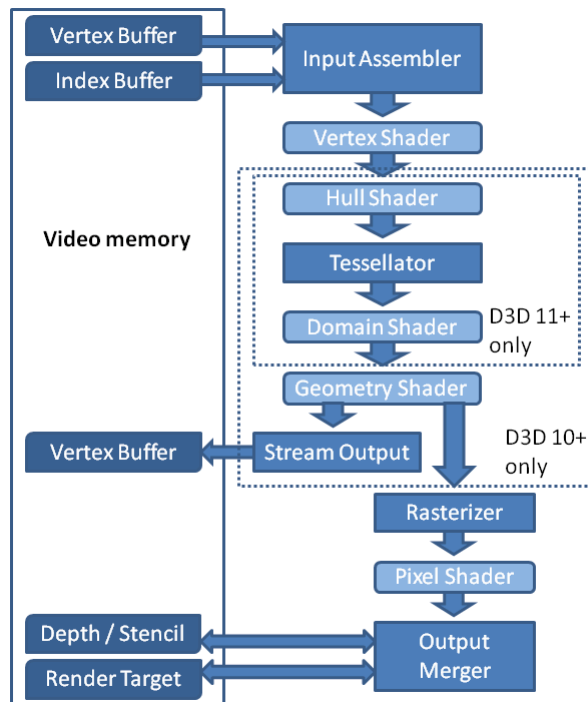 Vertex Buffer
Index Buffer
Input Assembler
Vertex Shader
Hull Shader
Video memory
Tessellator
Domain Shader
D3D 11+
only
Geometry Shader
Vertex Buffer
Stream Output
D3D 10+
only
Rasterizer
Pixel Shader
Depth / Stencil
Render Target
Output
Merger